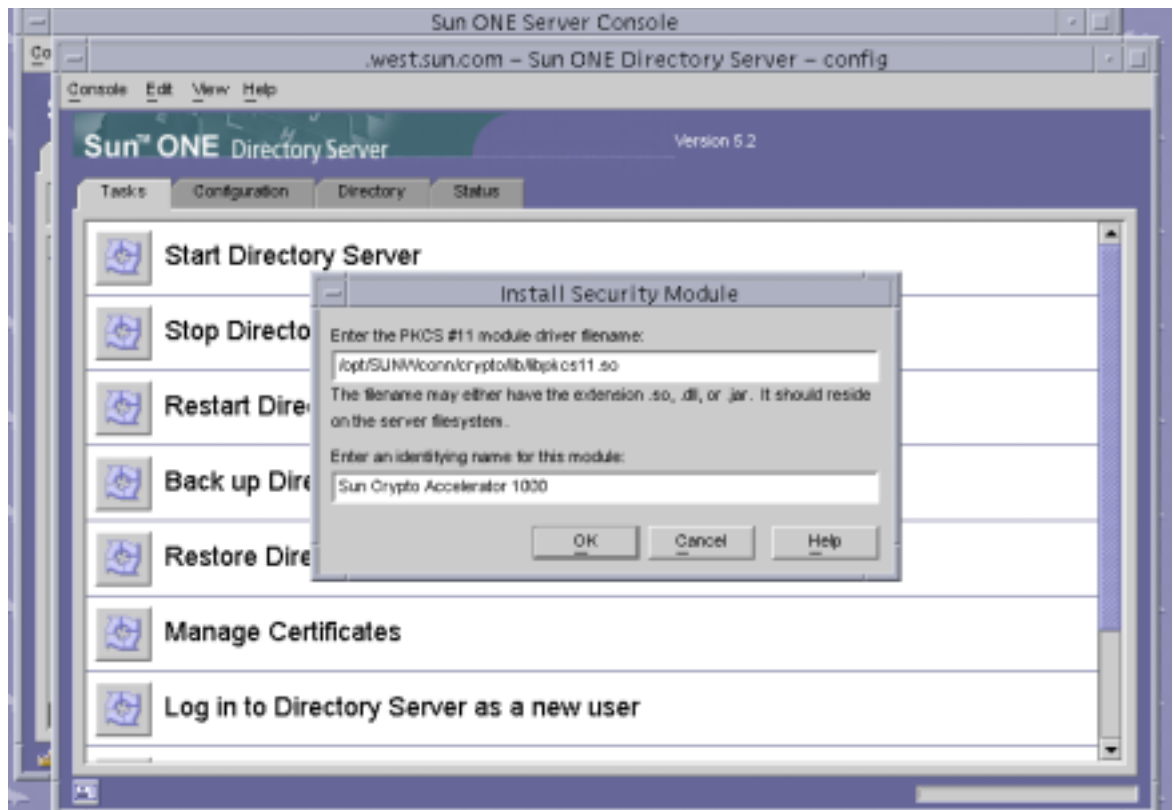 Sun ONE Server Console
Co
.west.sun.com – Sun ONE Directory Server – config
Console Edit View Help
Sun™ ONE Directory Server
Version 5.2
Tasks Configuration Directory Status
Start Directory Server
Install Security Module
Stop Directo
Enter the PKCS #11 module driver filename:
/opt/SUNWconn/crypto/lib/libpkcs11.so
The filename may either have the extension .so, .dll, or .jar. It should reside
on the server filesystem.
Restart Dire
Enter an identifying name for this module:
Back up Dire
Sun Crypto Accelerator 1000
OK Cancel Help
Restore Dire
Manage Certificates
Log in to Directory Server as a new user